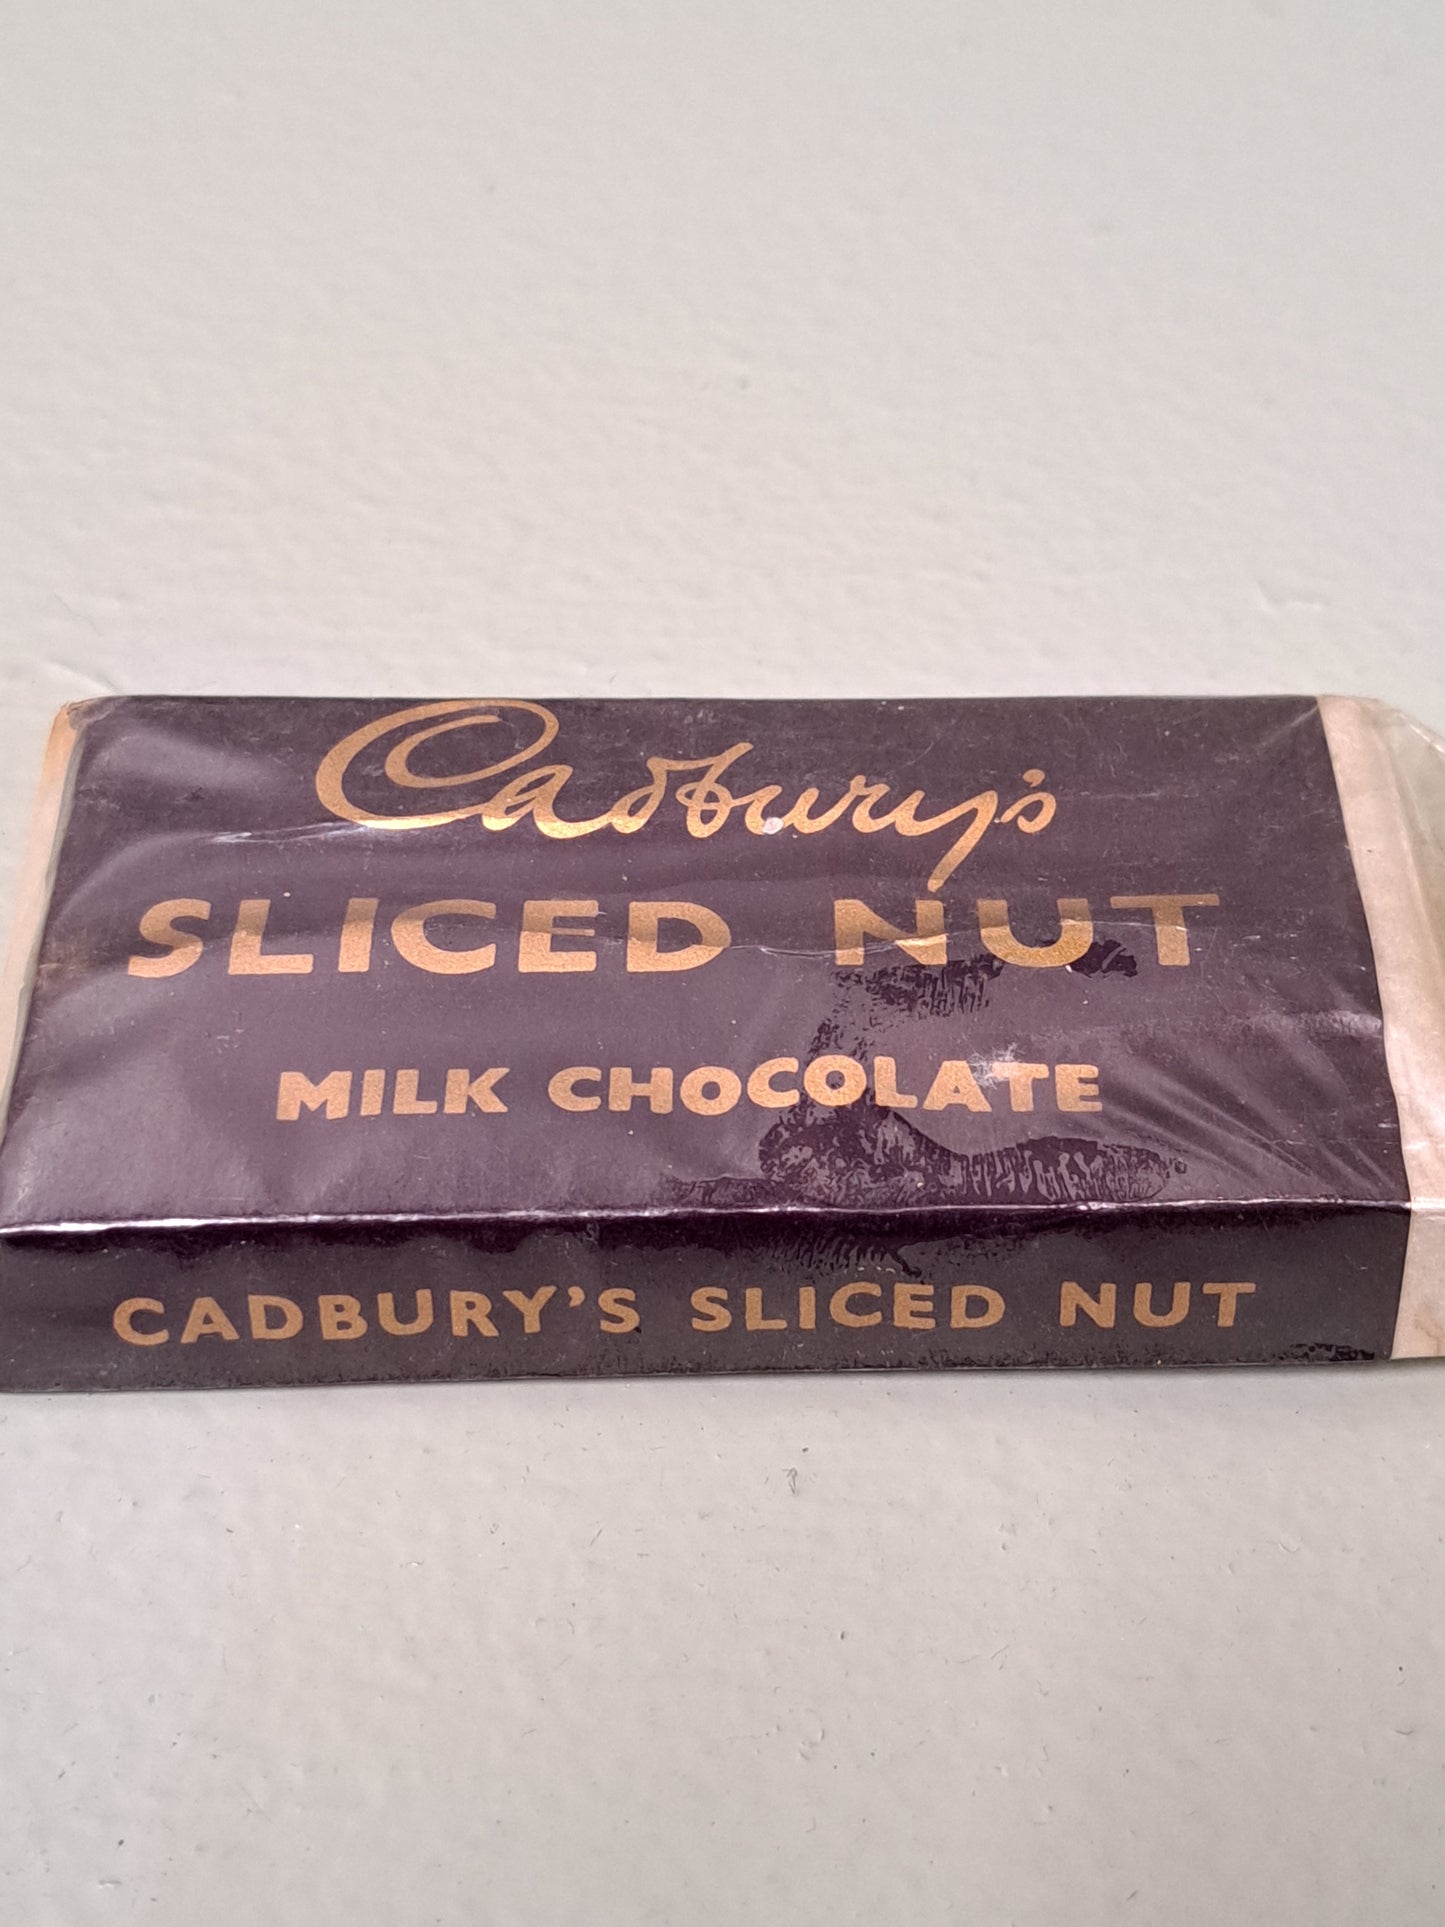 Cadbury's
SLICED NUT
MILK CHOCOLATE
CADBURY'S SLICED NUT